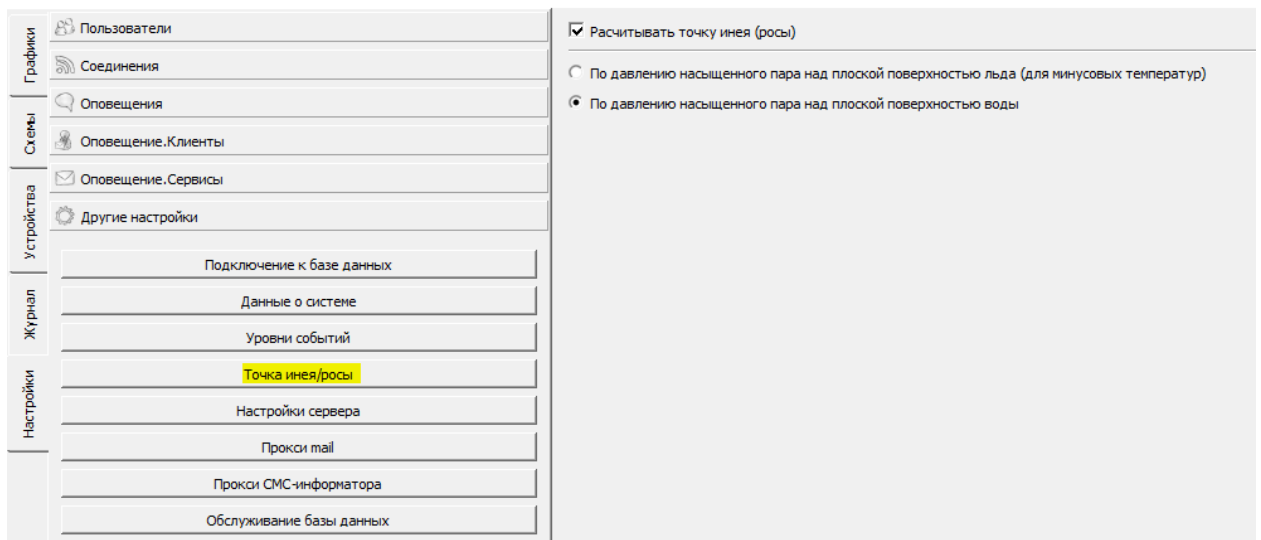 Графики
Схемы
Устройства
Журнал
Настройки
Пользователи
Соединения
Оповещения
Оповещение.Клиенты
Оповещение.Сервисы
Другие настройки
Подключение к базе данных
Данные о системе
Уровни событий
Точка инея/росы
Настройки сервера
Прокси mail
Прокси СМС-информатора
Обслуживание базы данных
Расчитывать точку инея (росы)
По давлению насыщенного пара над плоской поверхностью льда (для минусовых температур)
По давлению насыщенного пара над плоской поверхностью воды